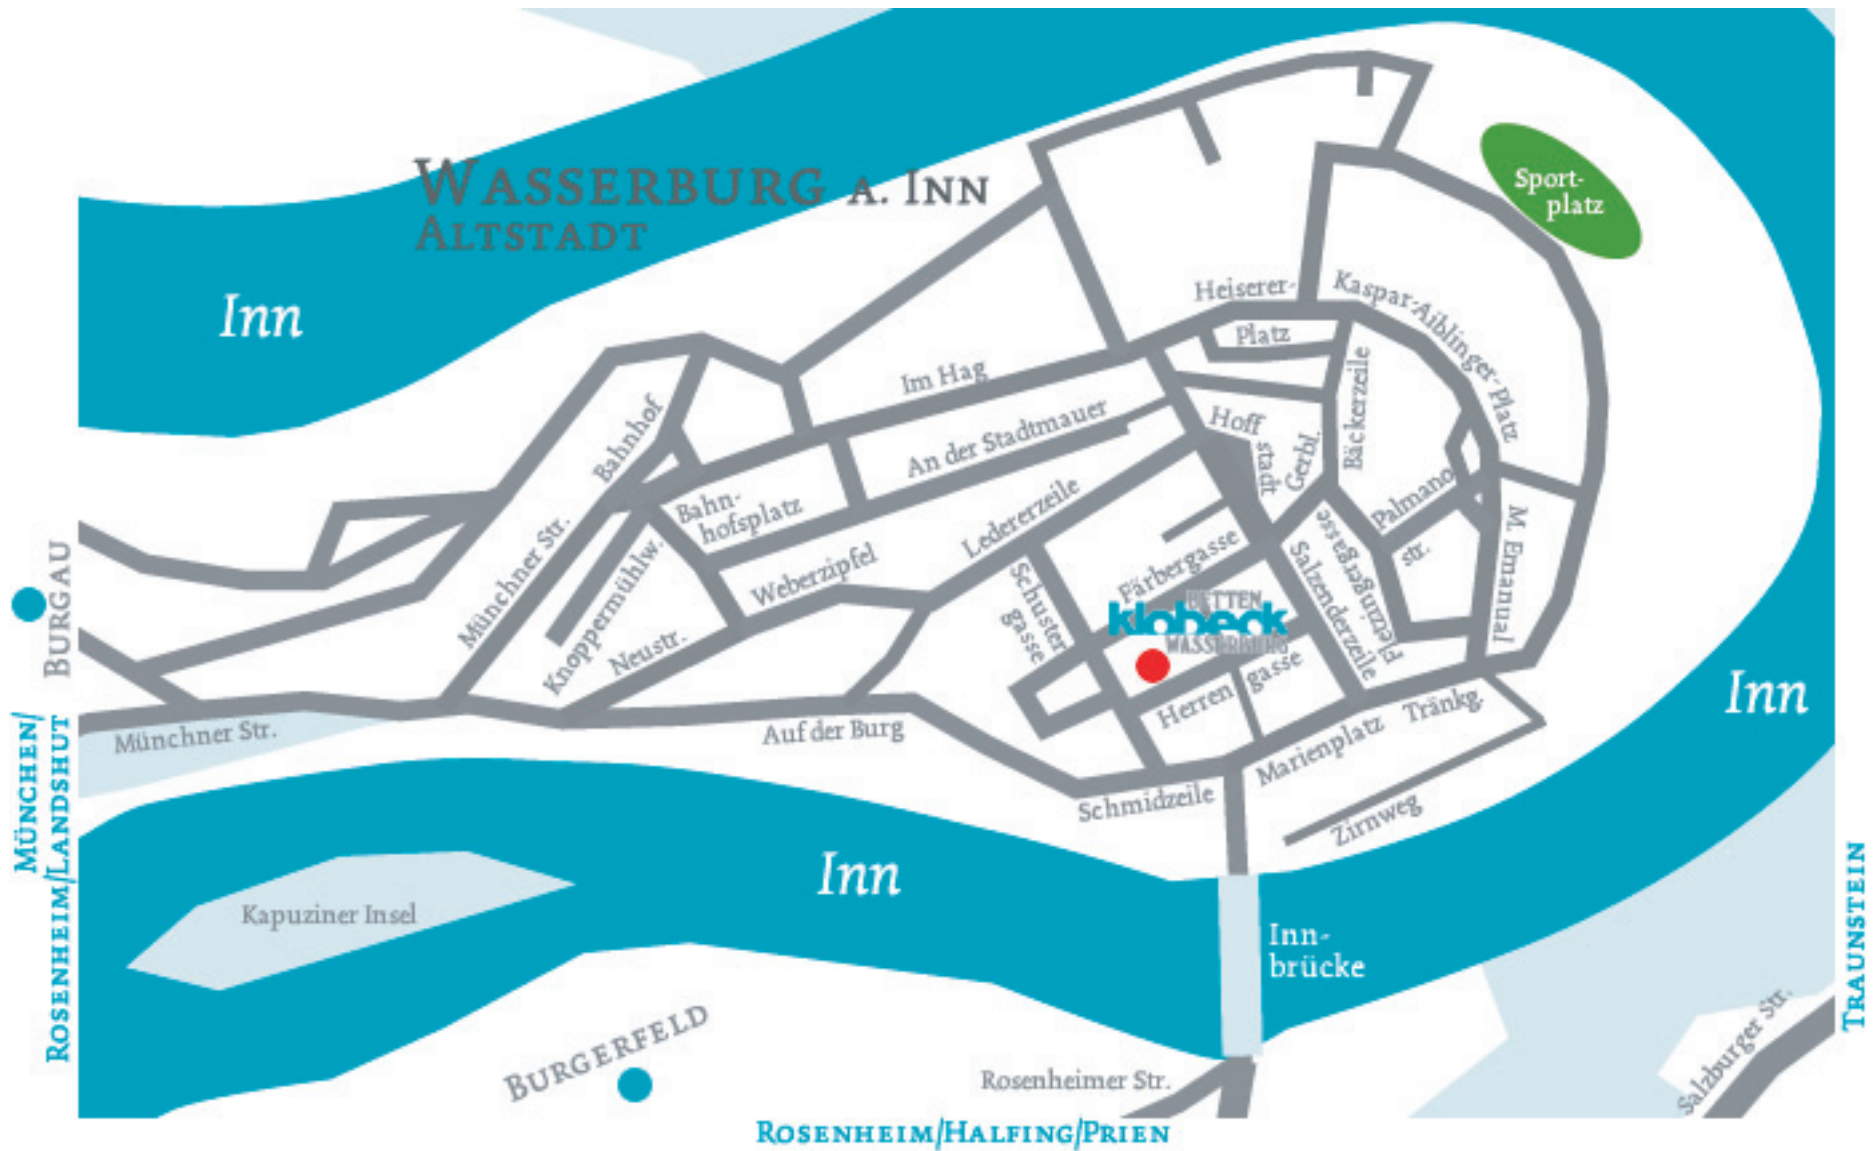 WASSERBURG A. INN
ALTSTADT
Sport-
platz
Inn
Heiserer-
Platz
Kaspar-Aiblinger-Platz
Im Hag
An der Stadtmauer
Bahnhof
Bahn-
hofsplatz
Hoff
stadt
Gerbl.
Bäckerzeile
Palmano
str.
M. Emanual
Ledererzeile
Weberzipfel
Münchner Str.
Knoppermühlw.
Neustr.
Schuster
gasse
Färbergasse
Salzenderzeile
Fletzingergasse
BETTEN
klobeck
WASSERBURG
Herren
gasse
BURGAU
Münchner Str.
Auf der Burg
Schmidzeile
Marienplatz
Tränkg.
Zirnweg
Inn
Inn
Kapuziner Insel
Inn-
brücke
MÜNCHEN/
ROSENHEIM/LANDSHUT
TRAUNSTEIN
BURGERFELD
Rosenheimer Str.
Salzburger Str.
ROSENHEIM/HALFING/PRIEN